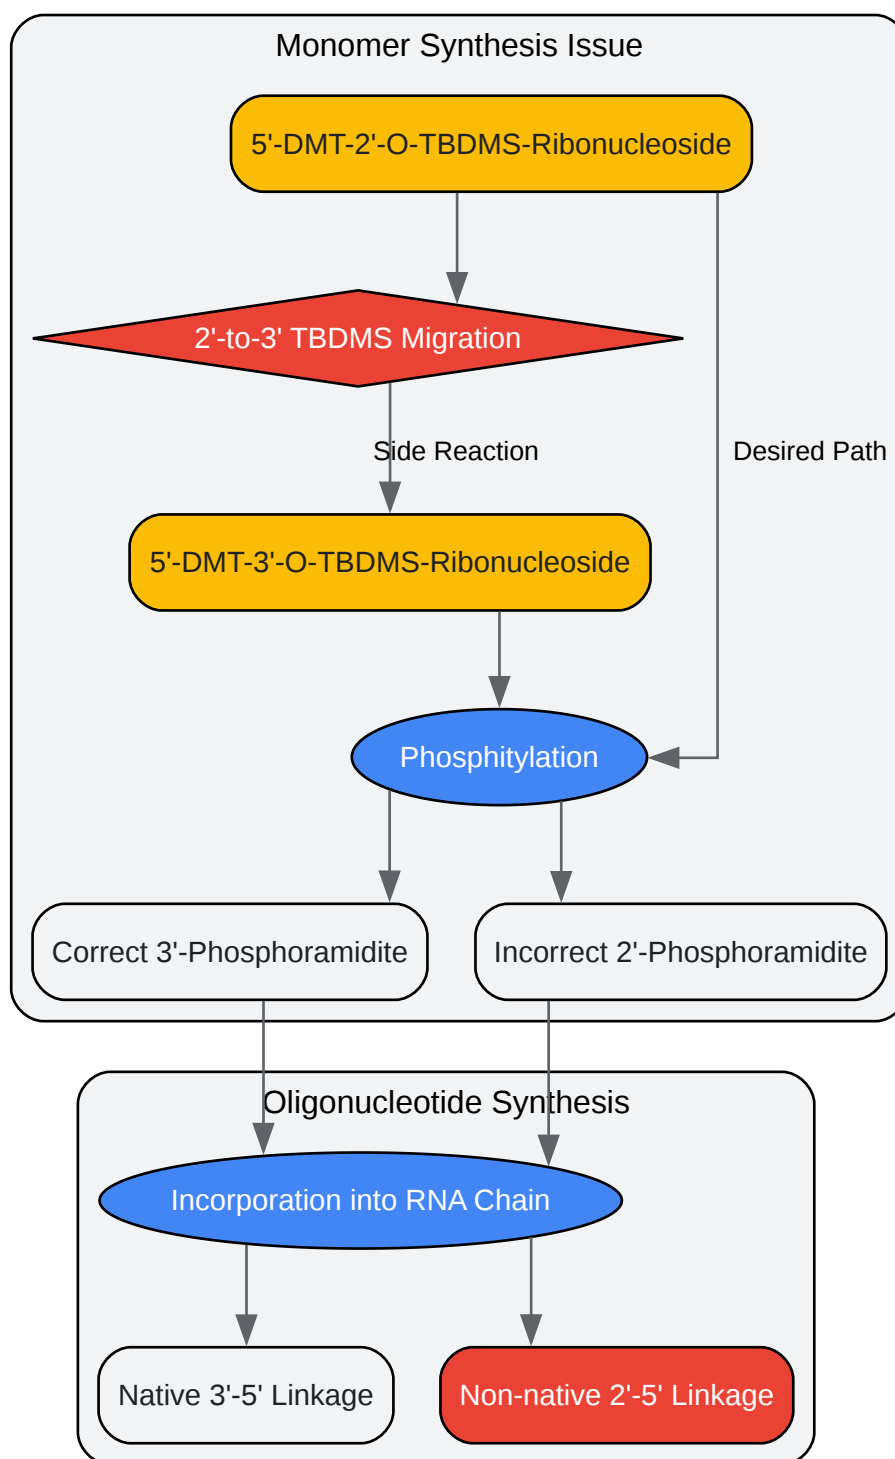 Monomer Synthesis Issue
5'-DMT-2'-O-TBDMS-Ribonucleoside
2'-to-3' TBDMS Migration
Side Reaction
Desired Path
5'-DMT-3'-O-TBDMS-Ribonucleoside
Phosphitylation
Correct 3'-Phosphoramidite
Incorrect 2'-Phosphoramidite
Oligonucleotide Synthesis
Incorporation into RNA Chain
Native 3'-5' Linkage
Non-native 2'-5' Linkage